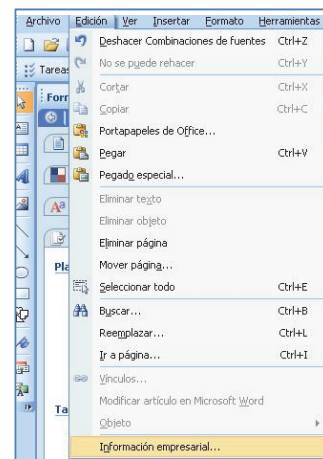 Archivo Edición Ver Insertar Formato Herramientas
Deshacer Combinaciones de fuentes Ctrl+Z
No se puede rehacer Ctrl+Y
Tareas
Cortar Ctrl+X
Copiar Ctrl+C
Portapapeles de Office...
Pegar Ctrl+V
Pegado especial...
Eliminar texto
Eliminar objeto
Eliminar página
Mover página...
Seleccionar todo Ctrl+E
Buscar... Ctrl+B
Reemplazar... Ctrl+L
Ir a página... Ctrl+I
Vínculos...
Modificar artículo en Microsoft Word
Objeto
Información empresarial...